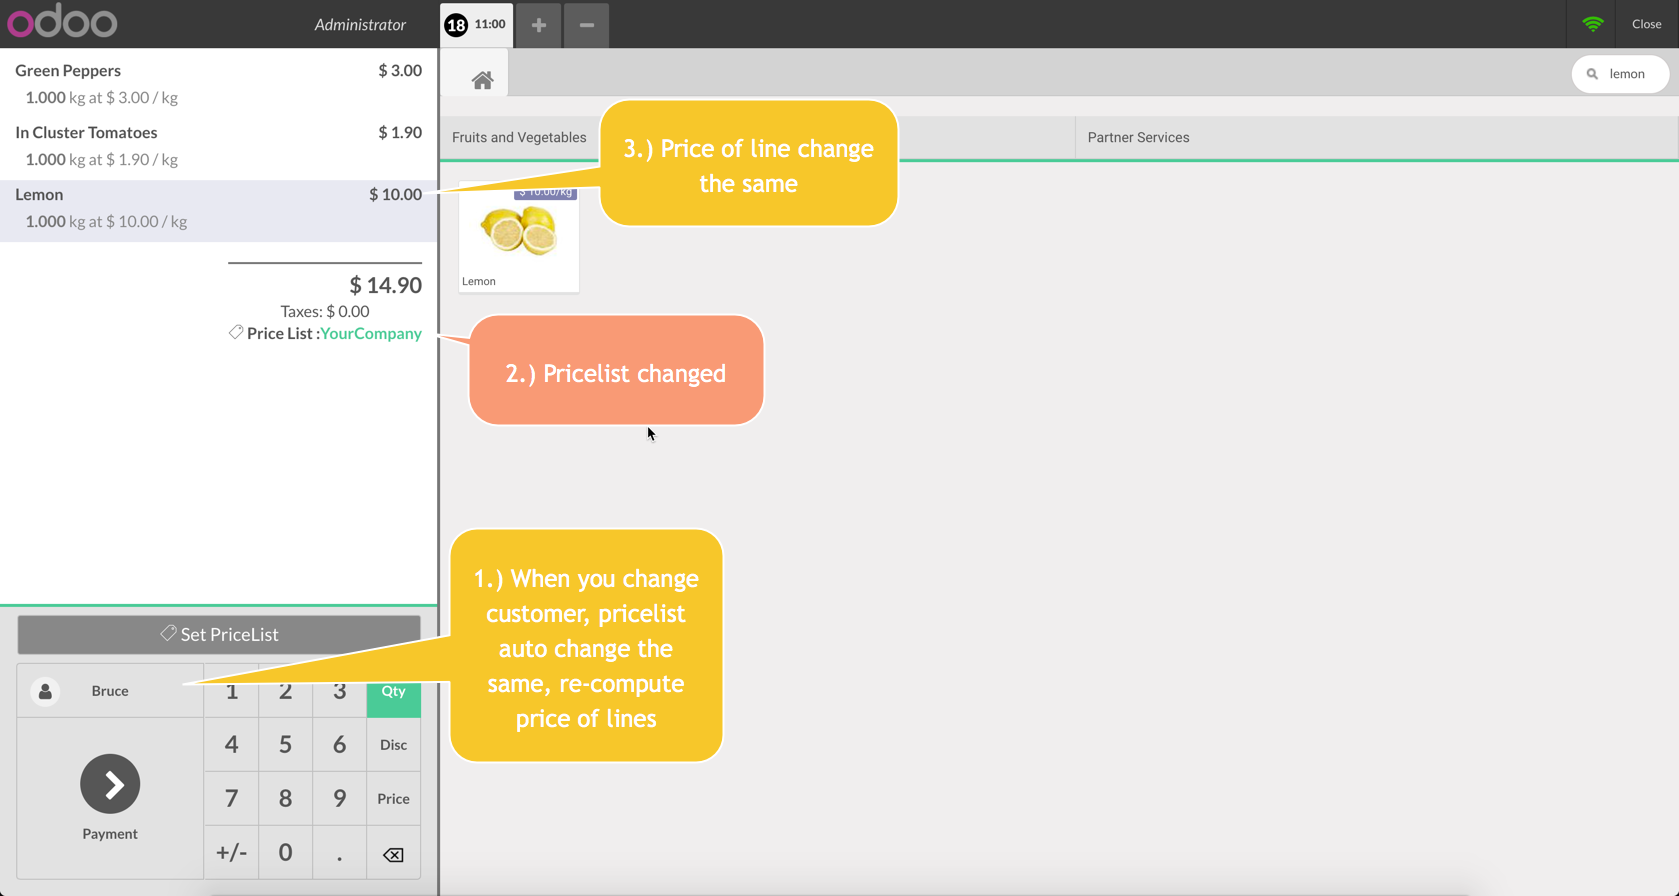 odoo
Administrator
18 11:00
+
−
Close
Green Peppers $ 3.00
1.000 kg at $ 3.00 / kg
In Cluster Tomatoes $ 1.90
1.000 kg at $ 1.90 / kg
Lemon $ 10.00
1.000 kg at $ 10.00 / kg
$ 14.90
Taxes: $ 0.00
Price List :YourCompany
lemon
Fruits and Vegetables
Partner Services
3.) Price of line change
the same
$ 10.00/kg
Lemon
2.) Pricelist changed
1.) When you change
customer, pricelist
auto change the
same, re-compute
price of lines
Set PriceList
Bruce
1 2 3 Qty
4 5 6 Disc
7 8 9 Price
+/- 0 .
Payment